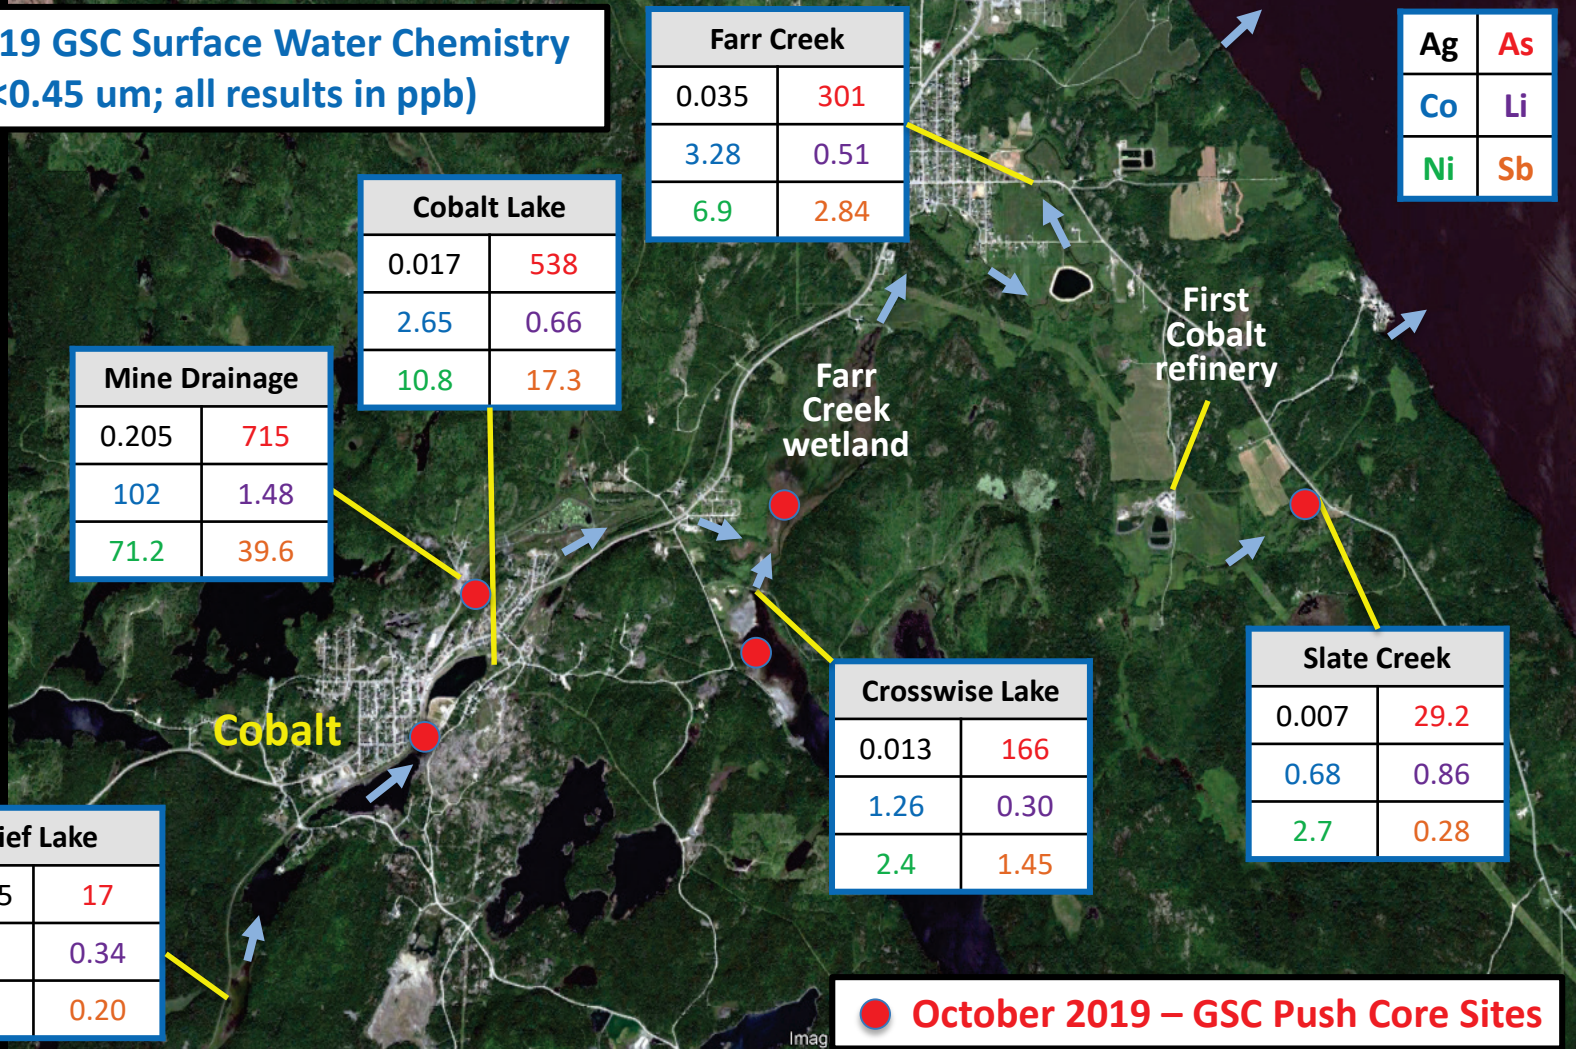 19 GSC Surface Water Chemistry
<0.45 um; all results in ppb)
Farr Creek
0.035 301
3.28 0.51
6.9 2.84
Ag As
Co Li
Ni Sb
Cobalt Lake
0.017 538
2.65 0.66
10.8 17.3
Mine Drainage
0.205 715
102 1.48
71.2 39.6
First
Cobalt
refinery
Farr
Creek
wetland
Cobalt
Crosswise Lake
0.013 166
1.26 0.30
2.4 1.45
Slate Creek
0.007 29.2
0.68 0.86
2.7 0.28
ief Lake
5 17
0.34
0.20
Imag
October 2019 – GSC Push Core Sites